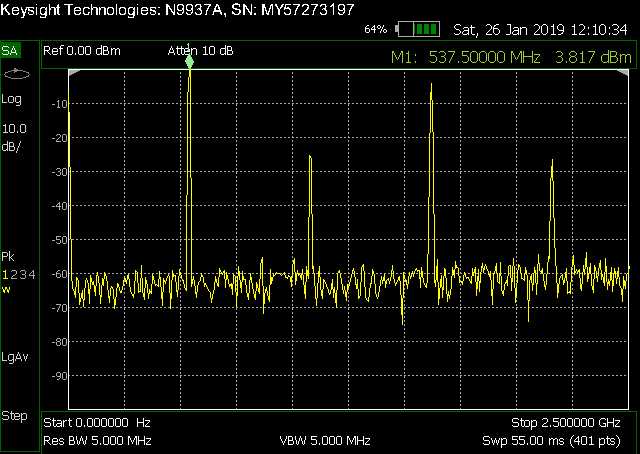 Keysight Technologies: N9937A, SN: MY57273197
64% Sat, 26 Jan 2019 12:10:34
SA Ref 0.00 dBm Atten 10 dB
M1: 537.50000 MHz 3.817 dBm
1
Log
10.0
dB/
-10
-20
-30
-40
-50
-60
-70
-80
-90
Pk
1234
W
LgAv
Step
Start 0.000000 Hz Stop 2.500000 GHz
Res BW 5.000 MHz VBW 5.000 MHz Swp 55.00 ms (401 pts)